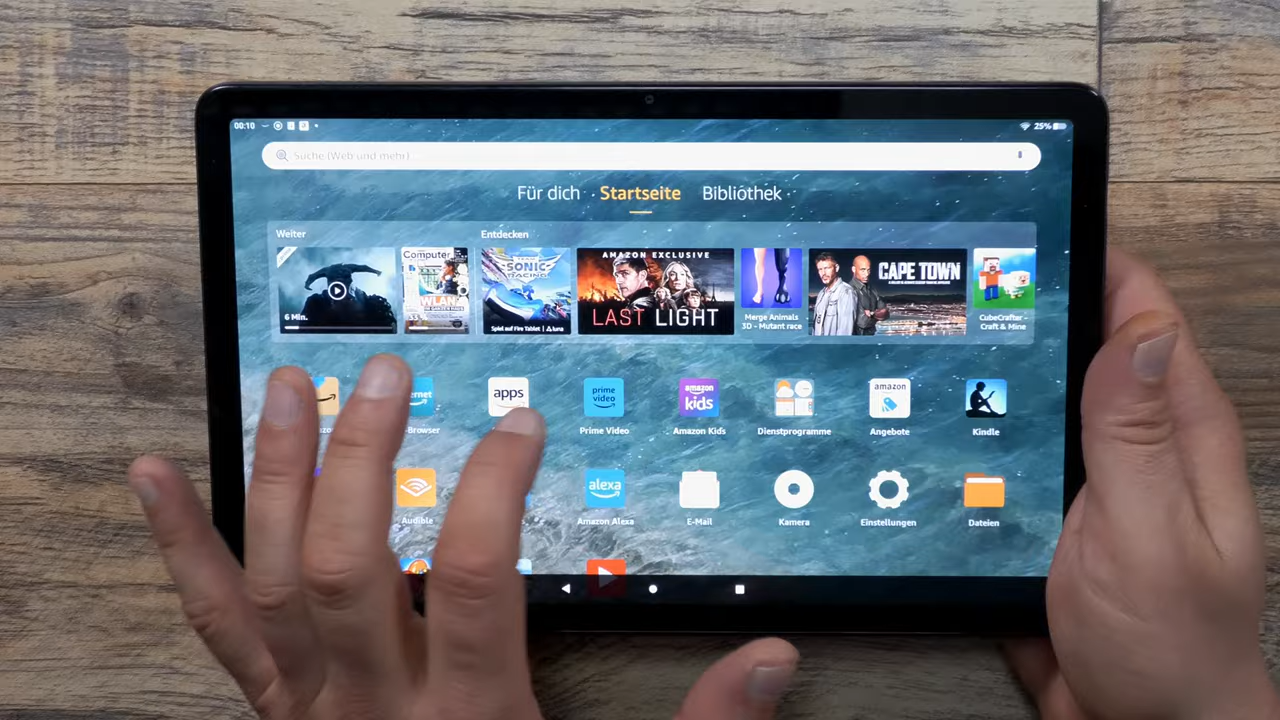 00:10
25%
Suche (Web und mehr)
Für dich Startseite Bibliothek
Weiter Entdecken
6 Min.
Computer
WLAN
33
TEAM
SONIC
RACING
Spiel auf Fire Tablet | luna
AMAZON EXCLUSIVE
LAST LIGHT
Merge Animals
3D - Mutant race
CAPE TOWN
CubeCrafter -
Craft & Mine
apps
prime
video
amazon
kids
amazon
Browser
Prime Video
Amazon Kids
Dienstprogramme
Angebote
Kindle
alexa
Audible
Amazon Alexa
E-Mail
Kamera
Einstellungen
Dateien